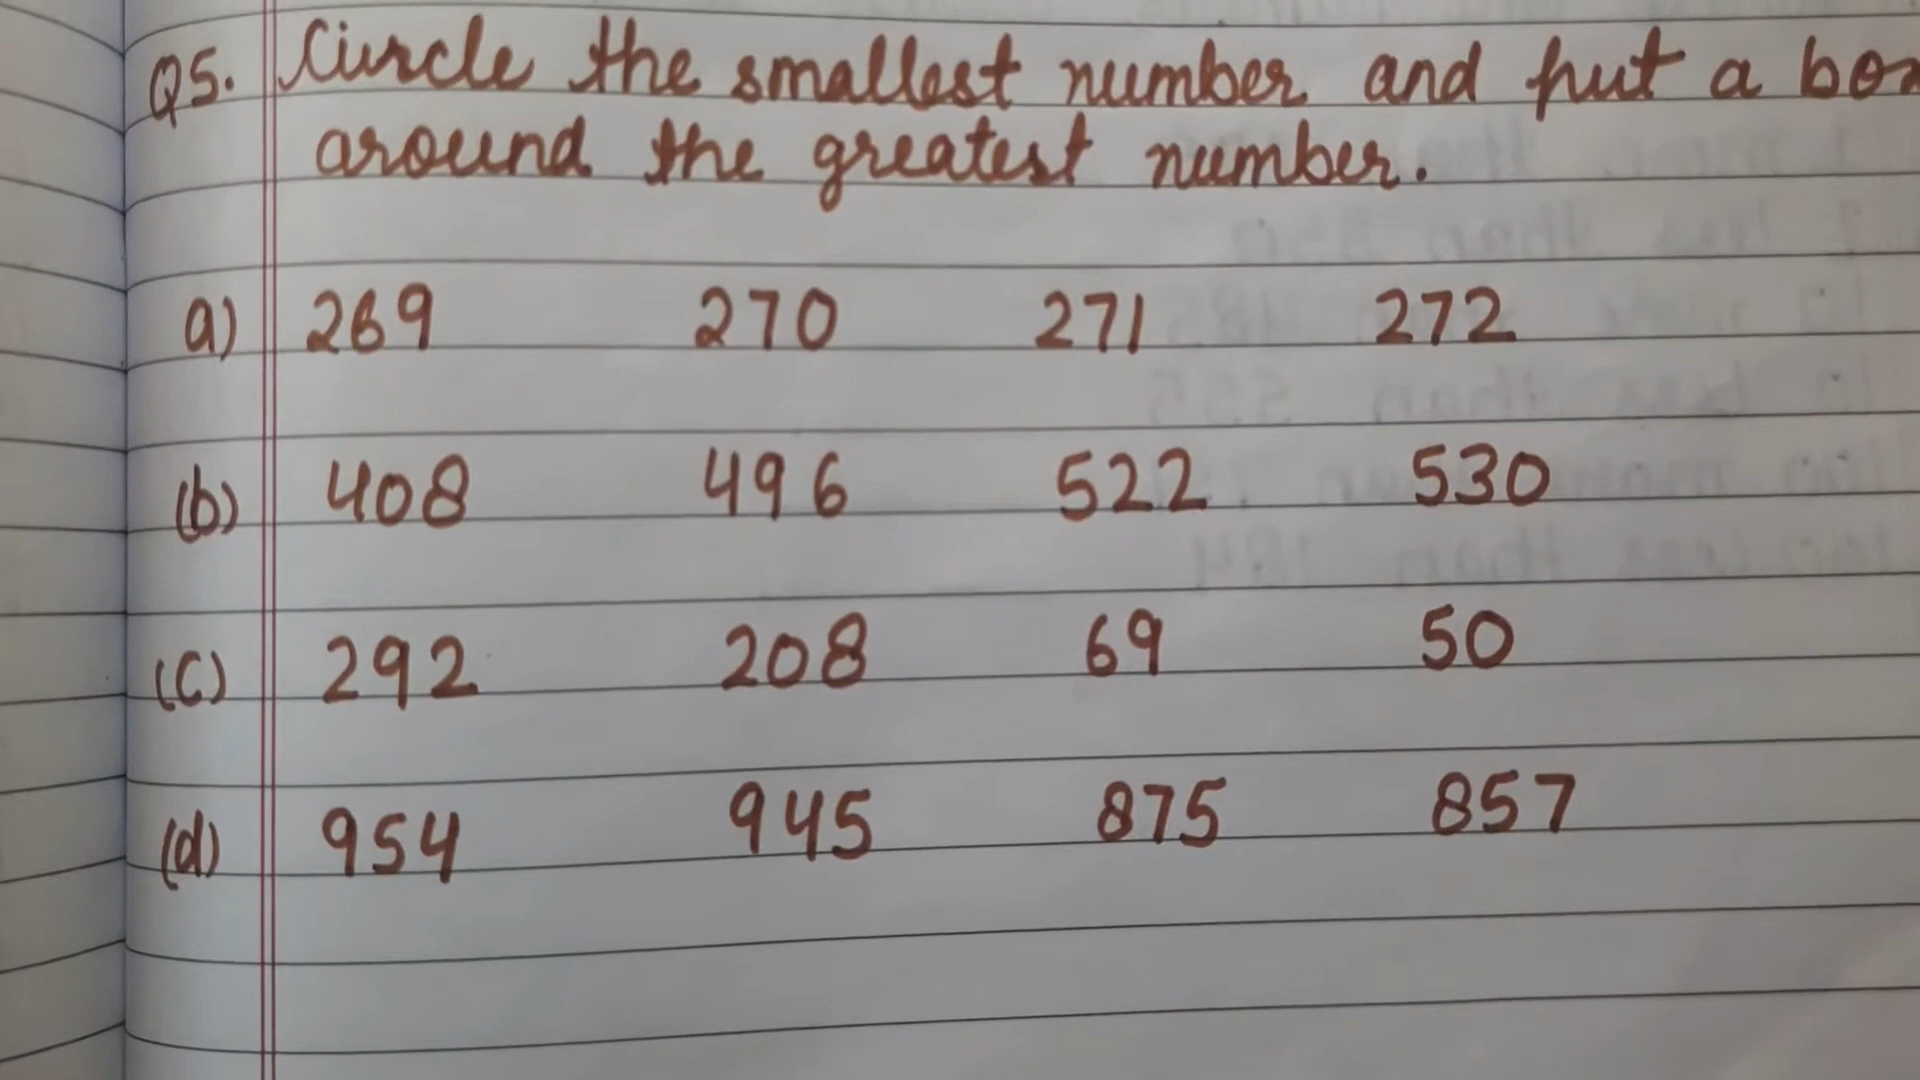 Q5. Circle the smallest number and put a box
around the greatest number.
a) 269 270 271 272
(b) 408 496 522 530
(c) 292 208 69 50
(d) 954 945 875 857